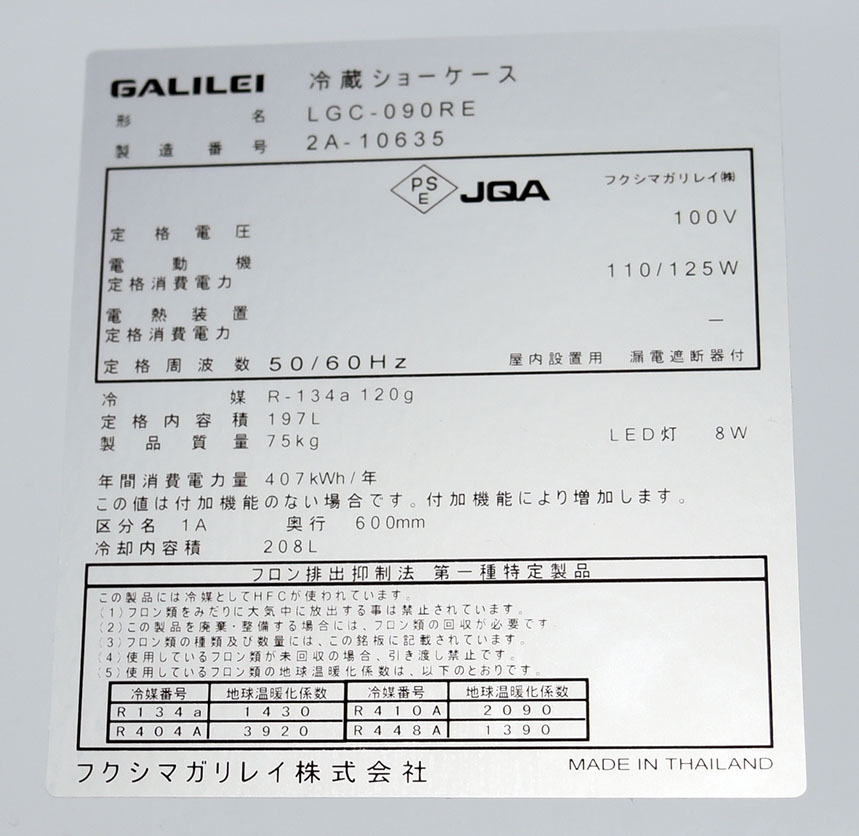 GALILEI 冷蔵ショーケース
形名 LGC-090RE
製造番号 2A-10635
PSE JQA フクシマガリレイ㈱
定格電圧 100V
電動機
定格消費電力 110/125W
電熱装置
定格消費電力 —
定格周波数 50/60Hz 屋内設置用 漏電遮断器付
冷媒 R-134a 120g
定格内容積 197L
製品質量 75kg LED灯 8W
年間消費電力量 407kWh/年
この値は付加機能のない場合です。付加機能により増加します。
区分名 1A 奥行 600mm
冷却内容積 208L
フロン排出抑制法 第一種特定製品
この製品には冷媒としてHFCが使われています。
(1)フロン類をみだりに大気中に放出する事は禁止されています。
(2)この製品を廃棄・整備する場合には、フロン類の回収が必要です
(3)フロン類の種類及び数量には、この銘板に記載されています。
(4)使用しているフロン類が未回収の場合、引き渡し禁止です。
(5)使用しているフロン類の地球温暖化係数は、以下のとおりです。
冷媒番号 地球温暖化係数 冷媒番号 地球温暖化係数
R134a 1430 R410A 2090
R404A 3920 R448A 1390
フクシマガリレイ株式会社 MADE IN THAILAND